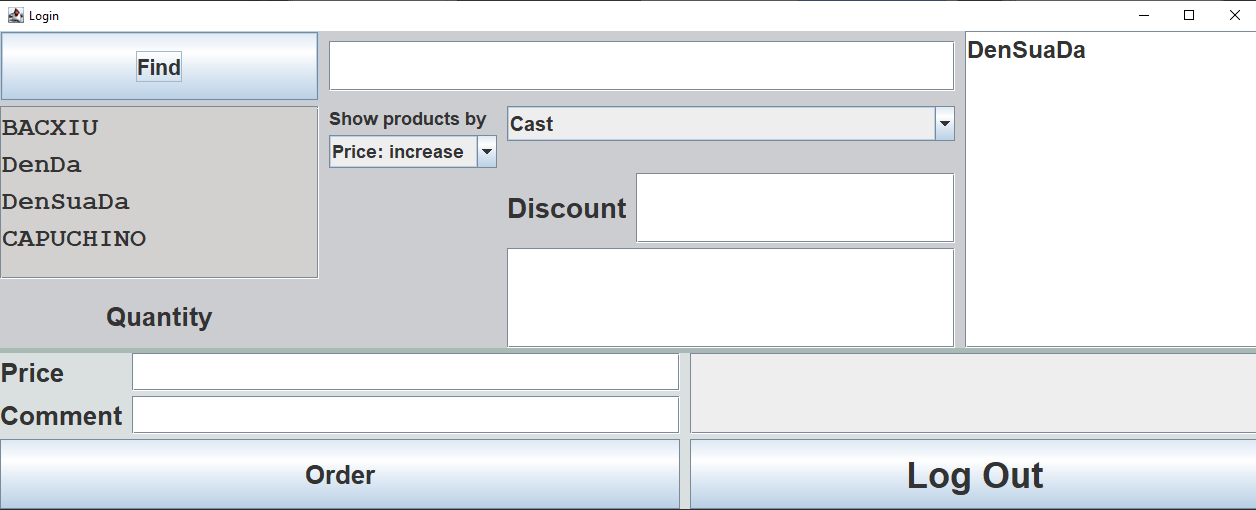 Login
Find
DenSuaDa
BACXIU
DenDa
DenSuaDa
CAPUCHINO
Show products by
Cast
Price: increase
Discount
Quantity
Price
Comment
Order
Log Out